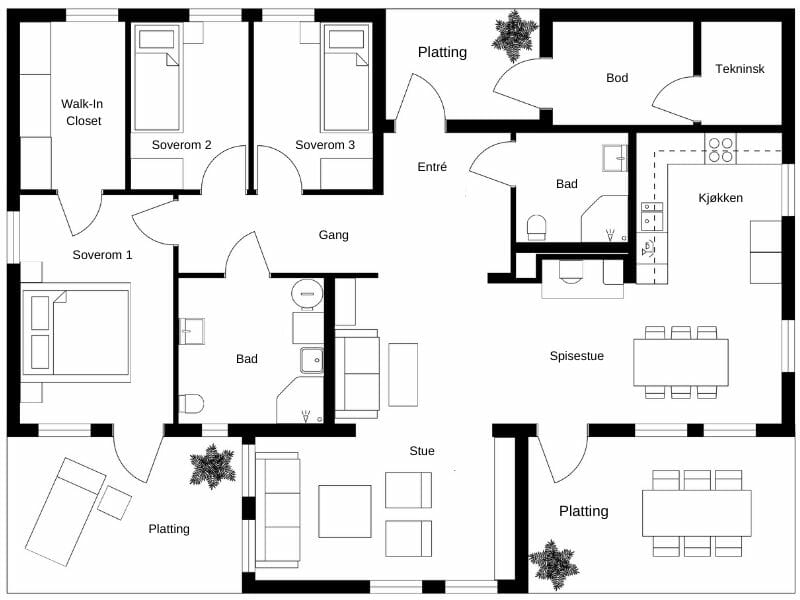 Platting
Bod
Tekninsk
Walk-In
Closet
Soverom 2
Soverom 3
Entré
Bad
Kjøkken
Gang
Soverom 1
Bad
Spisestue
Stue
Platting
Platting